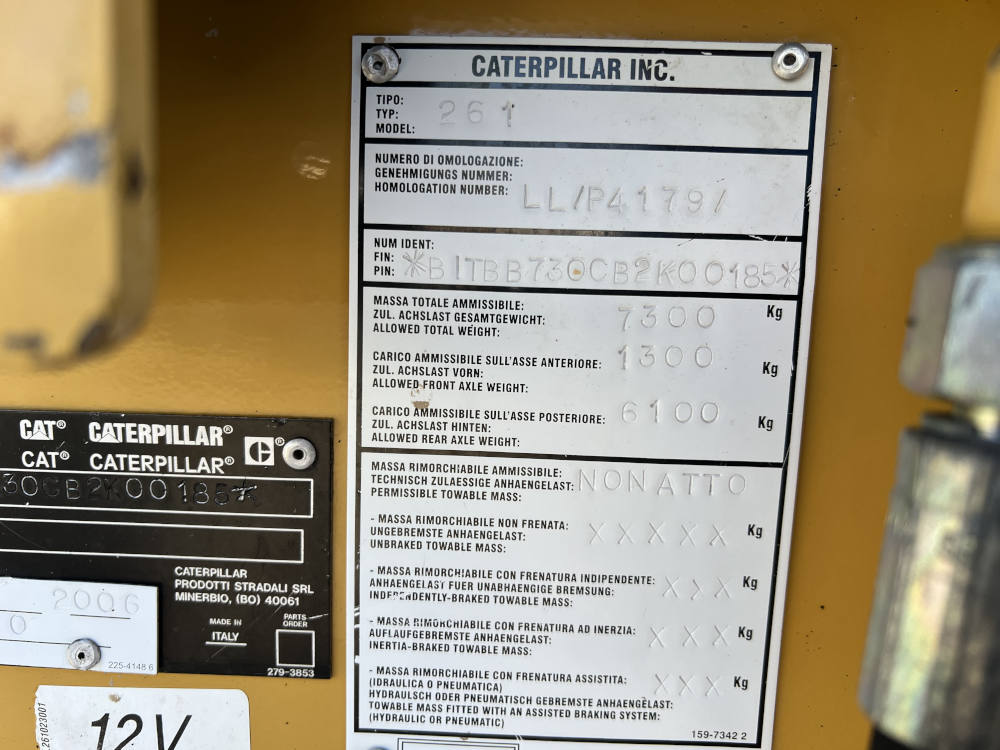 CATERPILLAR INC.
TIPO:
TYP:
MODEL:
261
NUMERO DI OMOLOGAZIONE:
GENEHMIGUNGS NUMMER:
HOMOLOGATION NUMBER:
LL/P4179/
NUM IDENT:
FIN:
PIN:
*B1TBB730CB2K00185*
MASSA TOTALE AMMISSIBILE:
ZUL. ACHSLAST GESAMTGEWICHT:
ALLOWED TOTAL WEIGHT:
7300 Kg
CARICO AMMISSIBILE SULL'ASSE ANTERIORE:
ZUL. ACHSLAST VORN:
ALLOWED FRONT AXLE WEIGHT:
1300 Kg
CARICO AMMISSIBILE SULL'ASSE POSTERIORE:
ZUL. ACHSLAST HINTEN:
ALLOWED REAR AXLE WEIGHT:
6100 Kg
MASSA RIMORCHIABILE AMMISSIBILE:
TECHNISCH ZULAESSIGE ANHAENGELAST:
PERMISSIBLE TOWABLE MASS:
NON ATTO
- MASSA RIMORCHIABILE NON FRENATA:
UNGEBREMSTE ANHAENGELAST:
UNBRAKED TOWABLE MASS:
XXXXX Kg
- MASSA RIMORCHIABILE CON FRENATURA INDIPENDENTE:
ANHAENGELAST FUER UNABHAENGIGE BREMSUNG:
INDEPENDENTLY-BRAKED TOWABLE MASS:
XXX Kg
- MASSA RIMORCHIABILE CON FRENATURA AD INERZIA:
AUFLAUFGEBREMSTE ANHAENGELAST:
INERTIA-BRAKED TOWABLE MASS:
XXX Kg
- MASSA RIMORCHIABILE CON FRENATURA ASSISTITA:
(IDRAULICA O PNEUMATICA)
HYDRAULSCH ODER PNEUMATISCH GEBREMSTE ANHAENGELAST:
TOWABLE MASS FITTED WITH AN ASSISTED BRAKING SYSTEM:
(HYDRAULIC OR PNEUMATIC)
XXX Kg
159-7342 2
CAT® CATERPILLAR®
CAT® CATERPILLAR® C®
30CB2K00185*
CATERPILLAR
PRODOTTI STRADALI SRL
MINERBIO, (BO) 40061
MADE IN
ITALY
PARTS
ORDER
279-3853
2006
0
225-4148 6
.261023001
12V